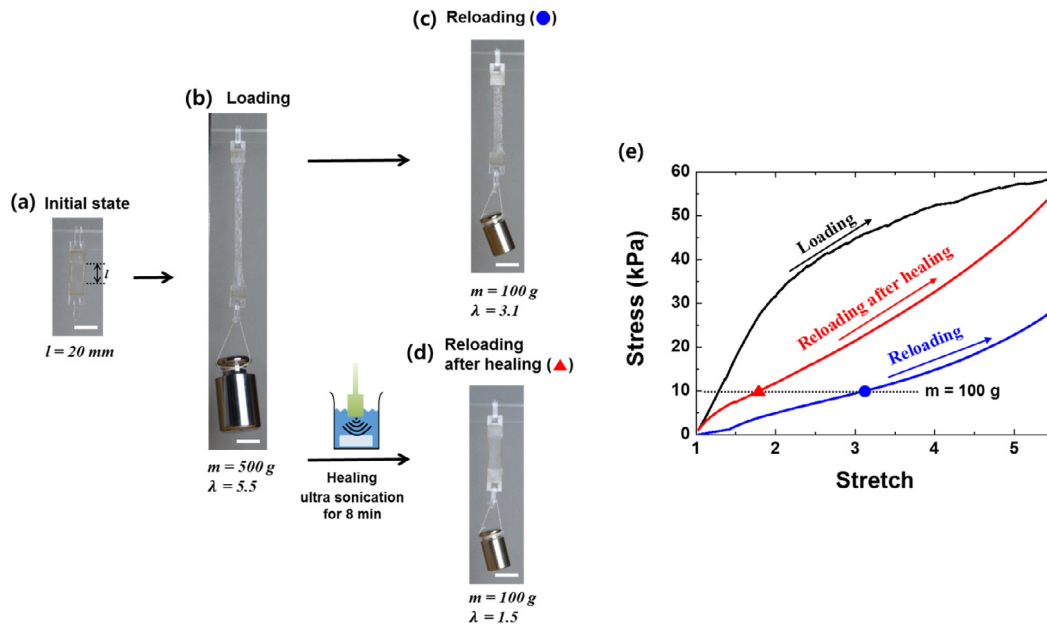 (a) Initial state
l
l = 20 mm
(b) Loading
m = 500 g
λ = 5.5
Healing
ultra sonication
for 8 min
(c) Reloading (●)
m = 100 g
λ = 3.1
(d) Reloading
after healing (▲)
m = 100 g
λ = 1.5
(e)
Stress (kPa)
60
50
40
30
20
10
0
Loading
Reloading after healing
Reloading
m = 100 g
1 2 3 4 5
Stretch